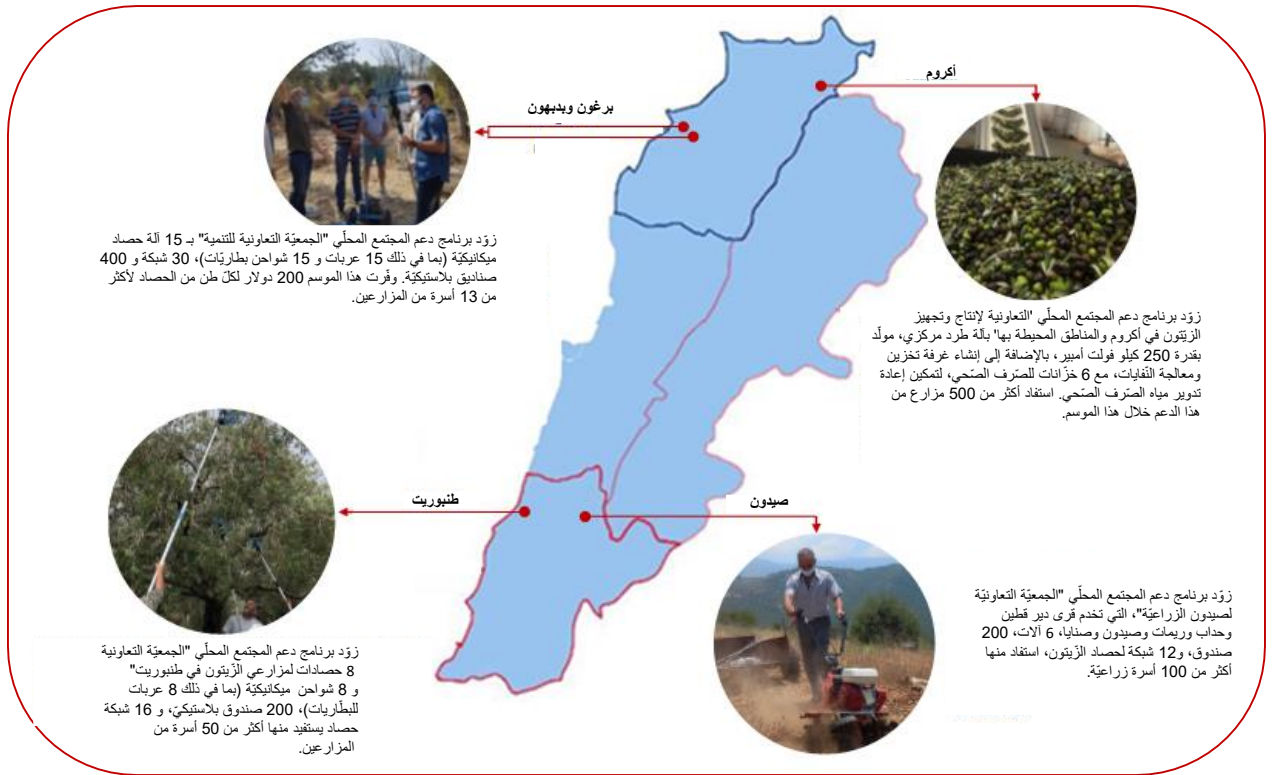 أكروم
برغون وبدبهون
زوّد برنامج دعم المجتمع المحلّي "الجمعيّة التعاونية للتنمية" بـ 15 آلة حصاد
ميكانيكيّة (بما في ذلك 15 عربات و 15 شواحن بطاريّات)، 30 شبكة و 400
صناديق بلاستيكيّة. وفّرت هذا الموسم 200 دولار لكلّ طن من الحصاد لأكثر
من 13 أسرة من المزارعين.
زوّد برنامج دعم المجتمع المحلّي 'التعاونية لإنتاج وتجهيز
الزيّتون في أكروم والمناطق المحيطة بها' بآلة طرد مركزي، مولّد
بقدرة 250 كيلو فولت أمبير، بالإضافة إلى إنشاء غرفة تخزين
ومعالجة النّفايات، مع 6 خزّانات للصّرف الصّحي، لتمكين إعادة
تدوير مياه الصّرف الصّحي. استفاد أكثر من 500 مزارع من
هذا الدعم خلال هذا الموسم.
طنبوريت
صيدون
زوّد برنامج دعم المجتمع المحلّي "الجمعيّة التعاونيّة
لصيدون الزراعيّة"، التي تخدم قرى دير قطين
وحداب وريمات وصيدون وصنايا، 6 آلات، 200
صندوق، و12 شبكة لحصاد الزّيتون، استفاد منها
أكثر من 100 أسرة زراعيّة.
زوّد برنامج دعم المجتمع المحلّي "الجمعيّة التعاونية
8 حصادات لمزارعي الزّيتون في طنبوريت"
و 8 شواحن ميكانيكيّة (بما في ذلك 8 عربات
للبطّاريات)، 200 صندوق بلاستيكيّ، و 16 شبكة
حصاد يستفيد منها أكثر من 50 أسرة من
المزارعين.